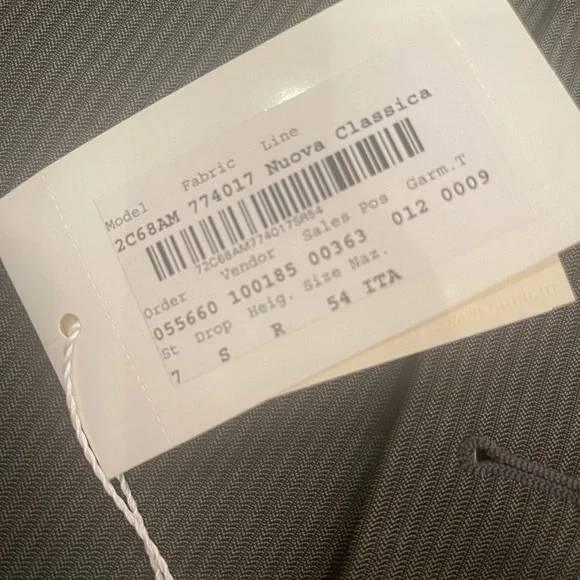 Model Fabric Line
2C68AM 774017 Nuova Classica
72C68AM774017SR54
Order Vendor Sales Pos Garm.T
055660 100185 00363 012 0009
St Drop Heig. Size Naz.
7 S R 54 ITA